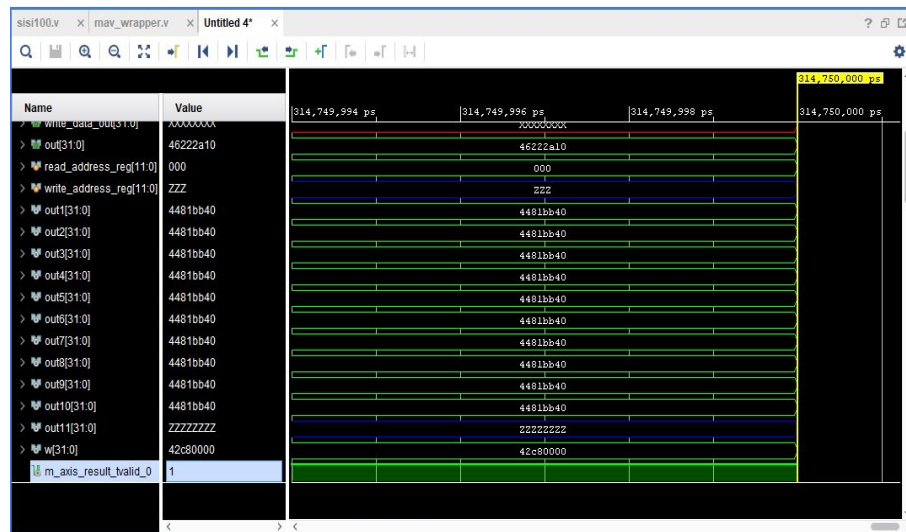 sisi100.v × mav_wrapper.v × Untitled 4* ×
314,750,000 ps
Name Value |314,749,994 ps |314,749,996 ps |314,749,998 ps |314,750,000 ps
> write_data_out[31:0] XXXXXXXX XXXXXXXX
> out[31:0] 46222a10 46222a10
> read_address_reg[11:0] 000 000
> write_address_reg[11:0] ZZZ ZZZ
> out1[31:0] 4481bb40 4481bb40
> out2[31:0] 4481bb40 4481bb40
> out3[31:0] 4481bb40 4481bb40
> out4[31:0] 4481bb40 4481bb40
> out5[31:0] 4481bb40 4481bb40
> out6[31:0] 4481bb40 4481bb40
> out7[31:0] 4481bb40 4481bb40
> out8[31:0] 4481bb40 4481bb40
> out9[31:0] 4481bb40 4481bb40
> out10[31:0] 4481bb40 4481bb40
> out11[31:0] ZZZZZZZZ ZZZZZZZZ
> w[31:0] 42c80000 42c80000
m_axis_result_tvalid_0 1